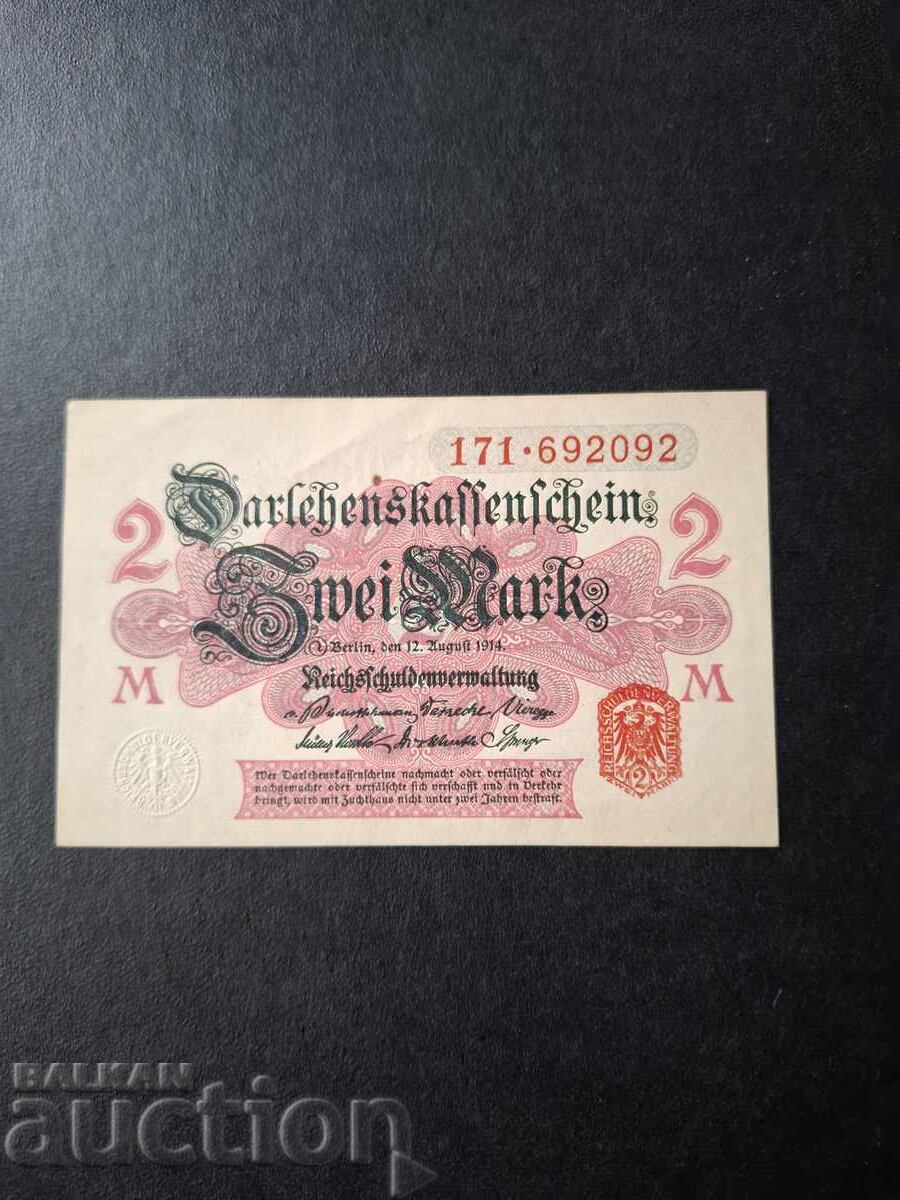 171·692092
Darlehenskassenschein
2 2
Zwei Mark
Berlin, den 12. August 1914.
Reichsschuldenverwaltung
M M
REICHSSCHULDENVERWALTUNG
2
Wer Darlehenskassenscheine nachmacht oder verfälscht oder
nachgemachte oder verfälschte sich verschafft und in Verkehr
bringt, wird mit Zuchthaus nicht unter zwei Jahren bestraft.
BALKAN
auction